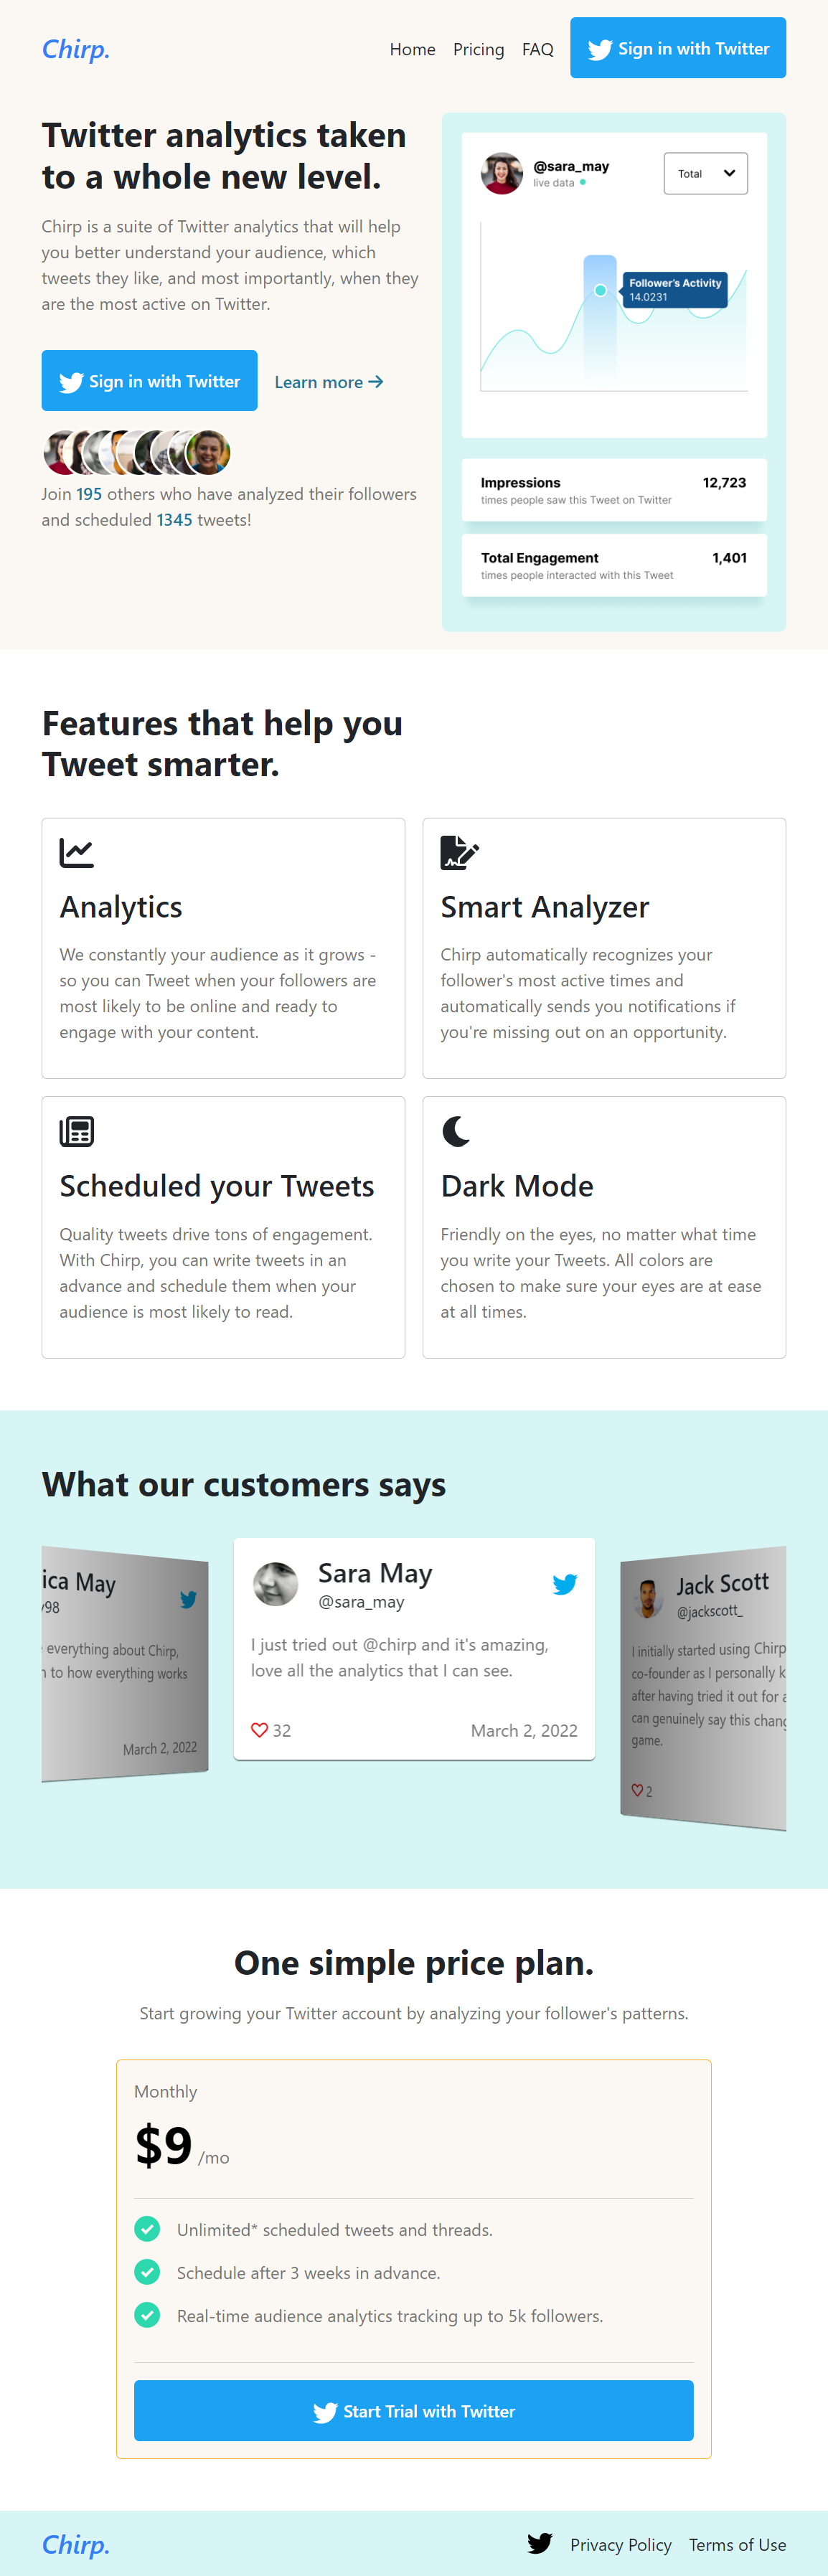 Chirp.
Home
Pricing
FAQ
Sign in with Twitter
Twitter analytics taken
to a whole new level.
Chirp is a suite of Twitter analytics that will help
you better understand your audience, which
tweets they like, and most importantly, when they
are the most active on Twitter.
Sign in with Twitter
Learn more
Join 195 others who have analyzed their followers
and scheduled 1345 tweets!
@sara_may
live data
Total
Follower's Activity
14.0231
Impressions
12,723
times people saw this Tweet on Twitter
Total Engagement
1,401
times people interacted with this Tweet
Features that help you
Tweet smarter.
Analytics
We constantly your audience as it grows -
so you can Tweet when your followers are
most likely to be online and ready to
engage with your content.
Smart Analyzer
Chirp automatically recognizes your
follower's most active times and
automatically sends you notifications if
you're missing out on an opportunity.
Scheduled your Tweets
Quality tweets drive tons of engagement.
With Chirp, you can write tweets in an
advance and schedule them when your
audience is most likely to read.
Dark Mode
Friendly on the eyes, no matter what time
you write your Tweets. All colors are
chosen to make sure your eyes are at ease
at all times.
What our customers says
ica May
y98
everything about Chirp,
to how everything works
March 2, 2022
Sara May
@sara_may
I just tried out @chirp and it's amazing,
love all the analytics that I can see.
32
March 2, 2022
Jack Scott
@jackscott_
I initially started using Chirp
co-founder as I personally k
after having tried it out for a
can genuinely say this chang
game.
2
One simple price plan.
Start growing your Twitter account by analyzing your follower's patterns.
Monthly
$9 /mo
Unlimited* scheduled tweets and threads.
Schedule after 3 weeks in advance.
Real-time audience analytics tracking up to 5k followers.
Start Trial with Twitter
Chirp.
Privacy Policy
Terms of Use